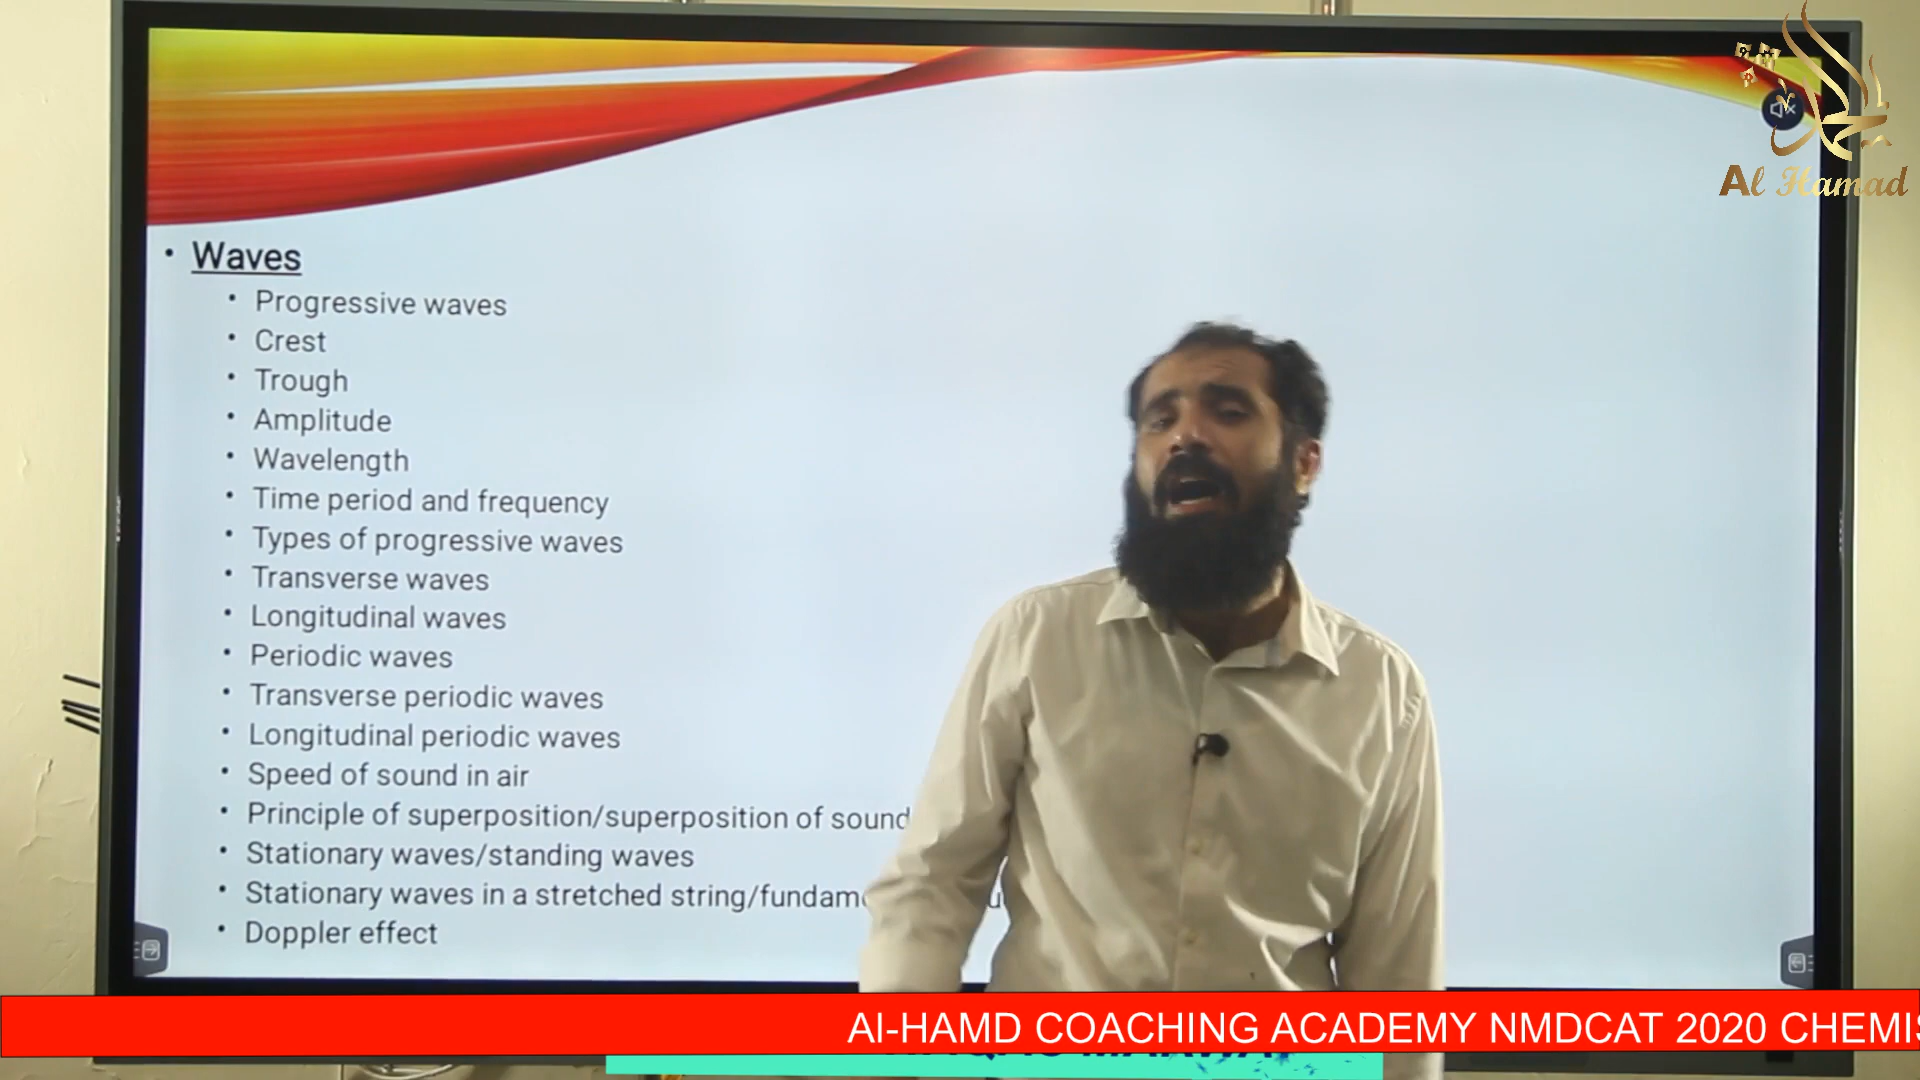 Al Hamad
• Waves
• Progressive waves
• Crest
• Trough
• Amplitude
• Wavelength
• Time period and frequency
• Types of progressive waves
• Transverse waves
• Longitudinal waves
• Periodic waves
• Transverse periodic waves
• Longitudinal periodic waves
• Speed of sound in air
• Principle of superposition/superposition of sound
• Stationary waves/standing waves
• Stationary waves in a stretched string/fundam
• Doppler effect
Al-HAMD COACHING ACADEMY NMDCAT 2020 CHEMIS